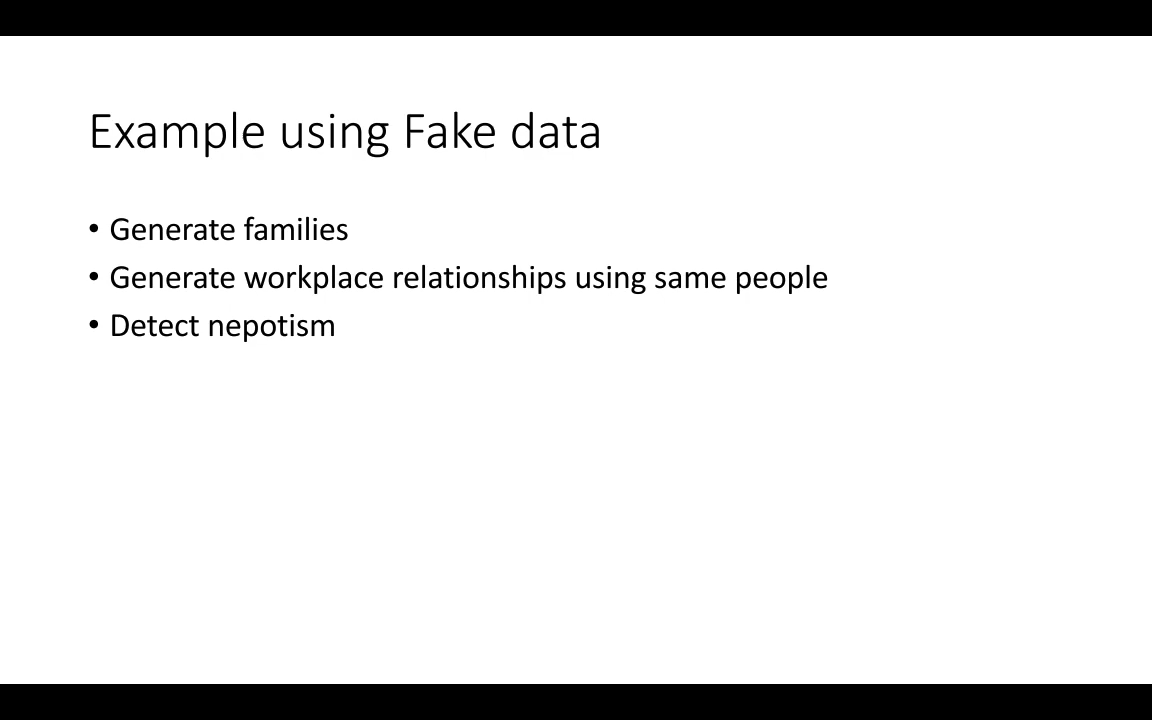 Example using Fake data
• Generate families
• Generate workplace relationships using same people
• Detect nepotism